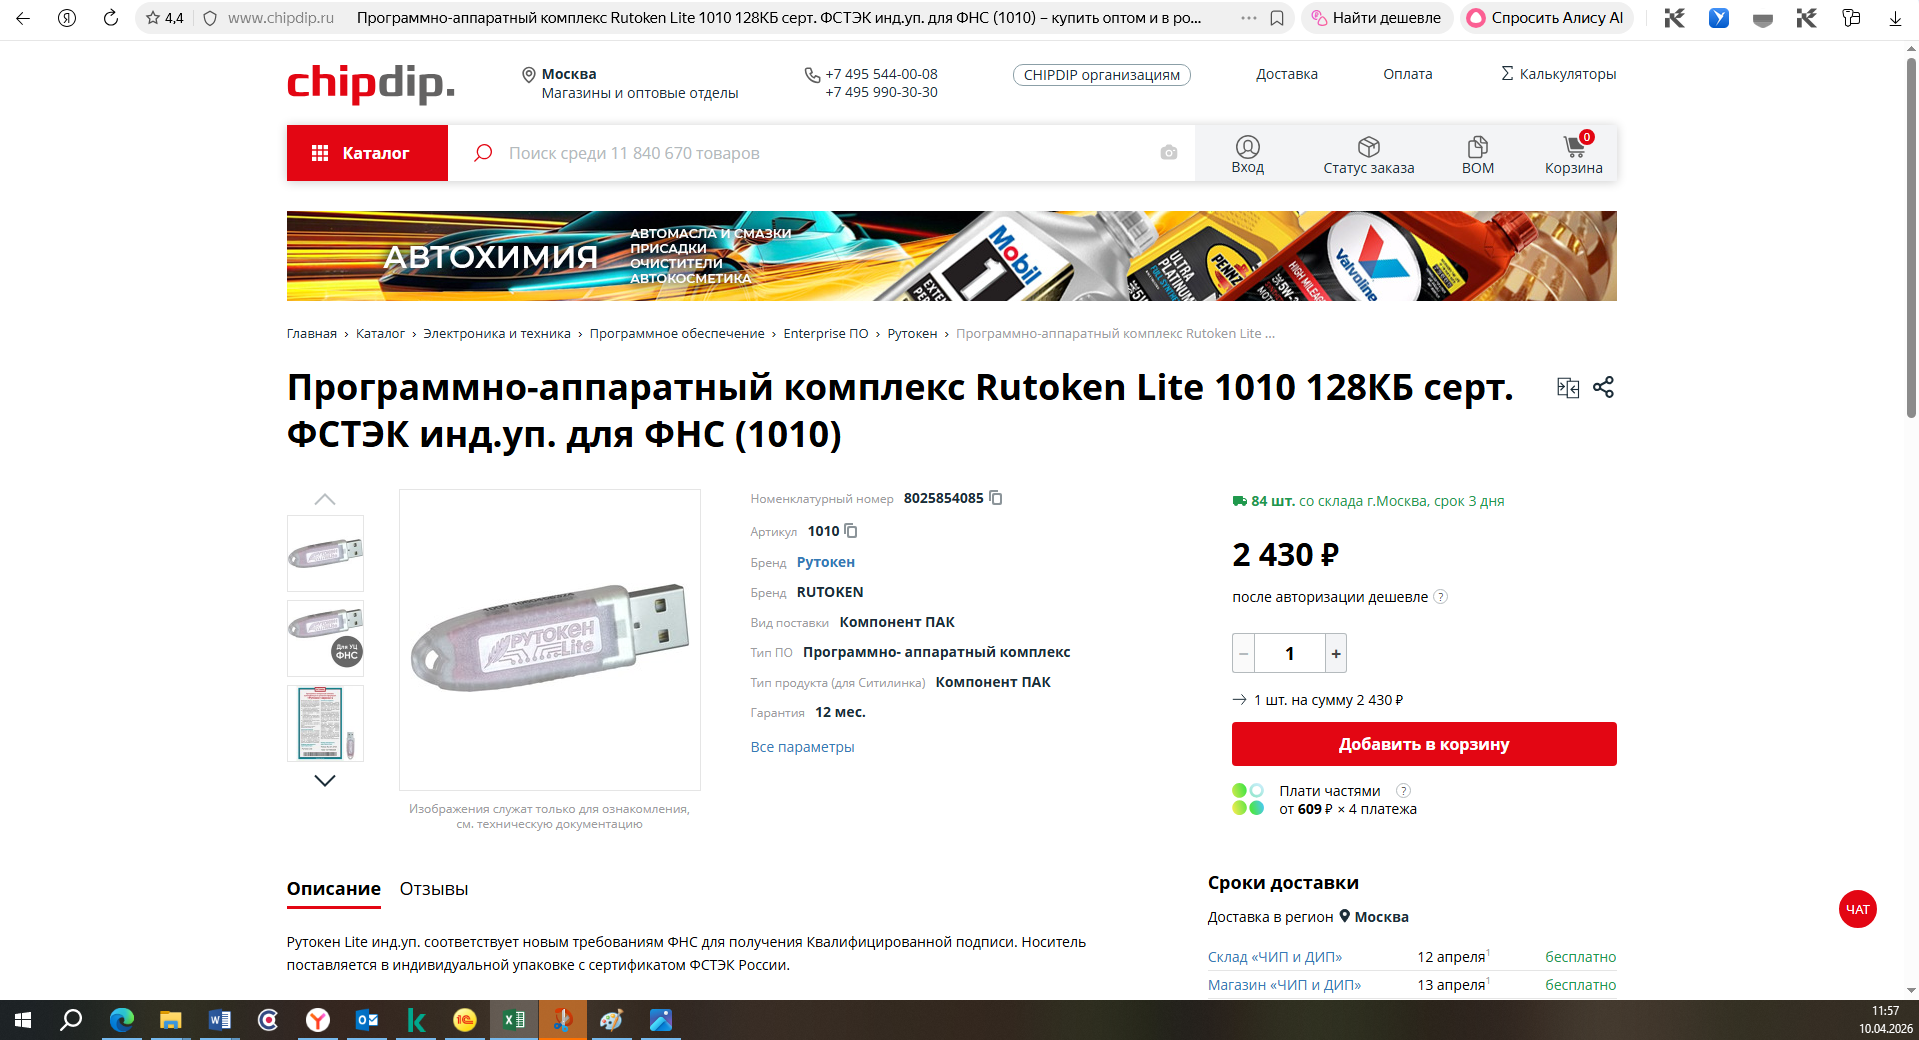 4,4
www.chipdip.ru
Программно-аппаратный комплекс Rutoken Lite 1010 128КБ серт. ФСТЭК инд.уп. для ФНС (1010) – купить оптом и в ро...
Найти дешевле
Спросить Алису AI
chipdip.
Москва
Магазины и оптовые отделы
+7 495 544-00-08
+7 495 990-30-30
CHIPDIP организациям
Доставка
Оплата
Калькуляторы
Каталог
Поиск среди 11 840 670 товаров
Вход
Статус заказа
BOM
0
Корзина
АВТОХИМИЯ
АВТОМАСЛА И СМАЗКИ
ПРИСАДКИ
ОЧИСТИТЕЛИ
АВТОКОСМЕТИКА
Mobil
1
ULTRA
PLATINUM
PENNZ
HIGH MILEAGE
Valvoline
Главная › Каталог › Электроника и техника › Программное обеспечение › Enterprise ПО › Рутокен › Программно-аппаратный комплекс Rutoken Lite ...
Программно-аппаратный комплекс Rutoken Lite 1010 128КБ серт.
ФСТЭК инд.уп. для ФНС (1010)
Для УЦ
ФНС
РУТОКЕН
Lite
Изображения служат только для ознакомления,
см. техническую документацию
Номенклатурный номер 8025854085
Артикул 1010
Бренд Рутокен
Бренд RUTOKEN
Вид поставки Компонент ПАК
Тип ПО Программно- аппаратный комплекс
Тип продукта (для Ситилинка) Компонент ПАК
Гарантия 12 мес.
Все параметры
84 шт. со склада г.Москва, срок 3 дня
2 430 ₽
после авторизации дешевле ?
– 1 +
1 шт. на сумму 2 430 ₽
Добавить в корзину
Плати частями ?
от 609 ₽ × 4 платежа
Описание
Отзывы
Рутокен Lite инд.уп. соответствует новым требованиям ФНС для получения Квалифицированной подписи. Носитель
поставляется в индивидуальной упаковке с сертификатом ФСТЭК России.
Сроки доставки
Доставка в регион Москва
Склад «ЧИП и ДИП» 12 апреля1 бесплатно
Магазин «ЧИП и ДИП» 13 апреля1 бесплатно
ЧАТ
11:57
10.04.2026